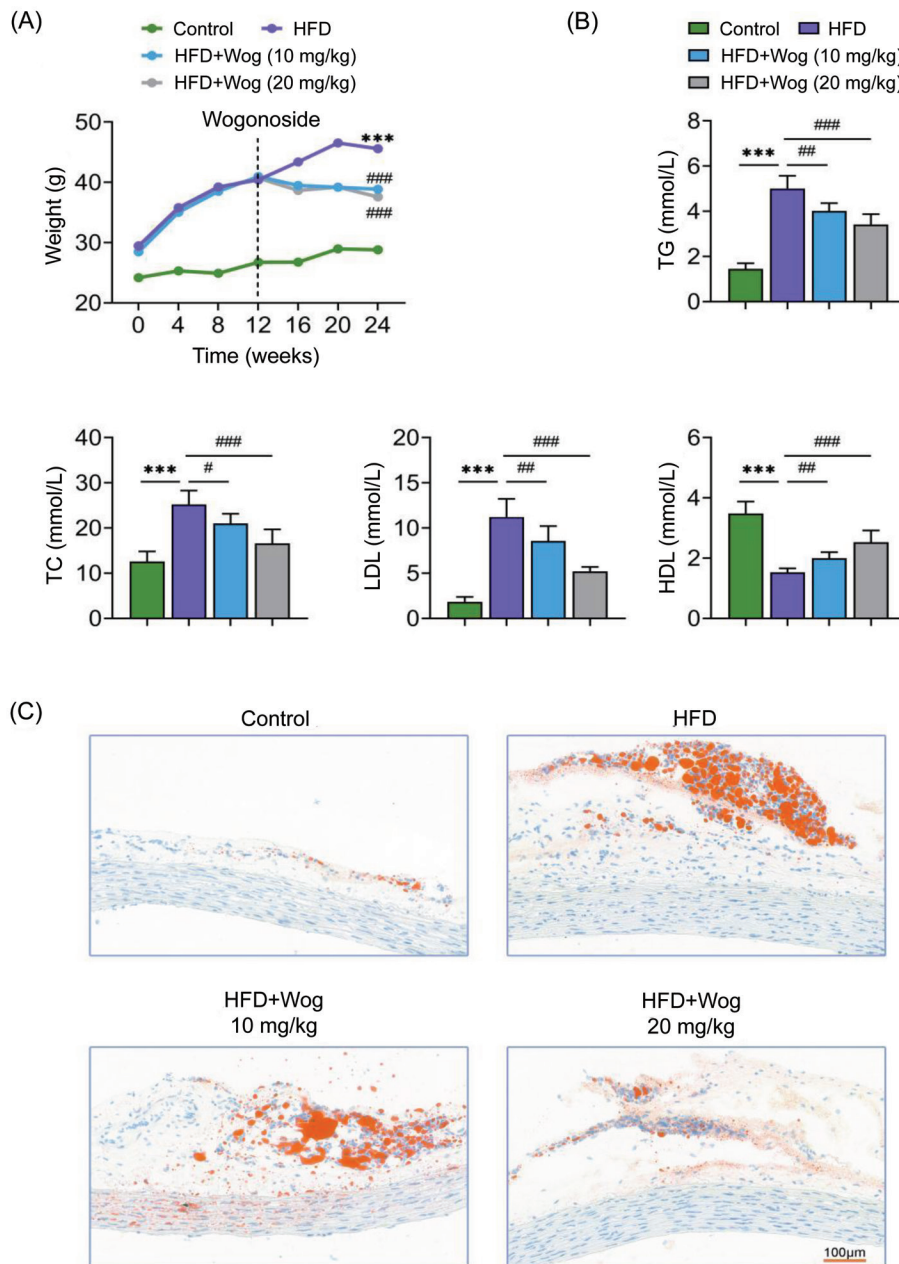 (A)
Control
HFD
HFD+Wog (10 mg/kg)
HFD+Wog (20 mg/kg)
Wogonoside
50
40
30
20
Weight (g)
***
###
###
0 4 8 12 16 20 24
Time (weeks)
(B)
Control
HFD
HFD+Wog (10 mg/kg)
HFD+Wog (20 mg/kg)
8
6
4
2
0
TG (mmol/L)
###
*** ##
40
30
20
10
0
TC (mmol/L)
###
*** #
20
15
10
5
0
LDL (mmol/L)
###
*** ##
6
4
2
0
HDL (mmol/L)
###
*** ##
(C)
Control
HFD
HFD+Wog
10 mg/kg
HFD+Wog
20 mg/kg
100µm